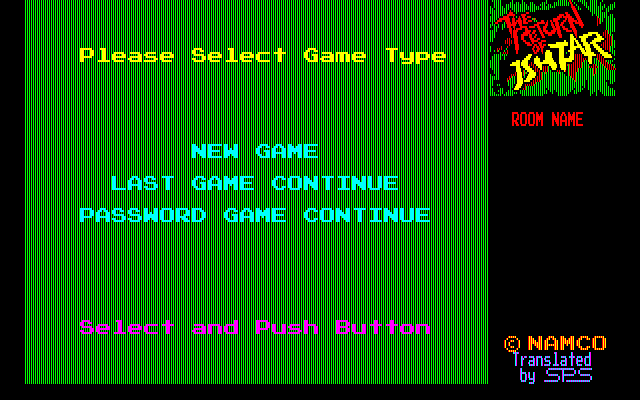 Please Select Game Type
NEW GAME
LAST GAME CONTINUE
PASSWORD GAME CONTINUE
Select and Push Button
THE
RETURN
OF
ISHTAR
ROOM NAME
© NAMCO
Translated
by SPS